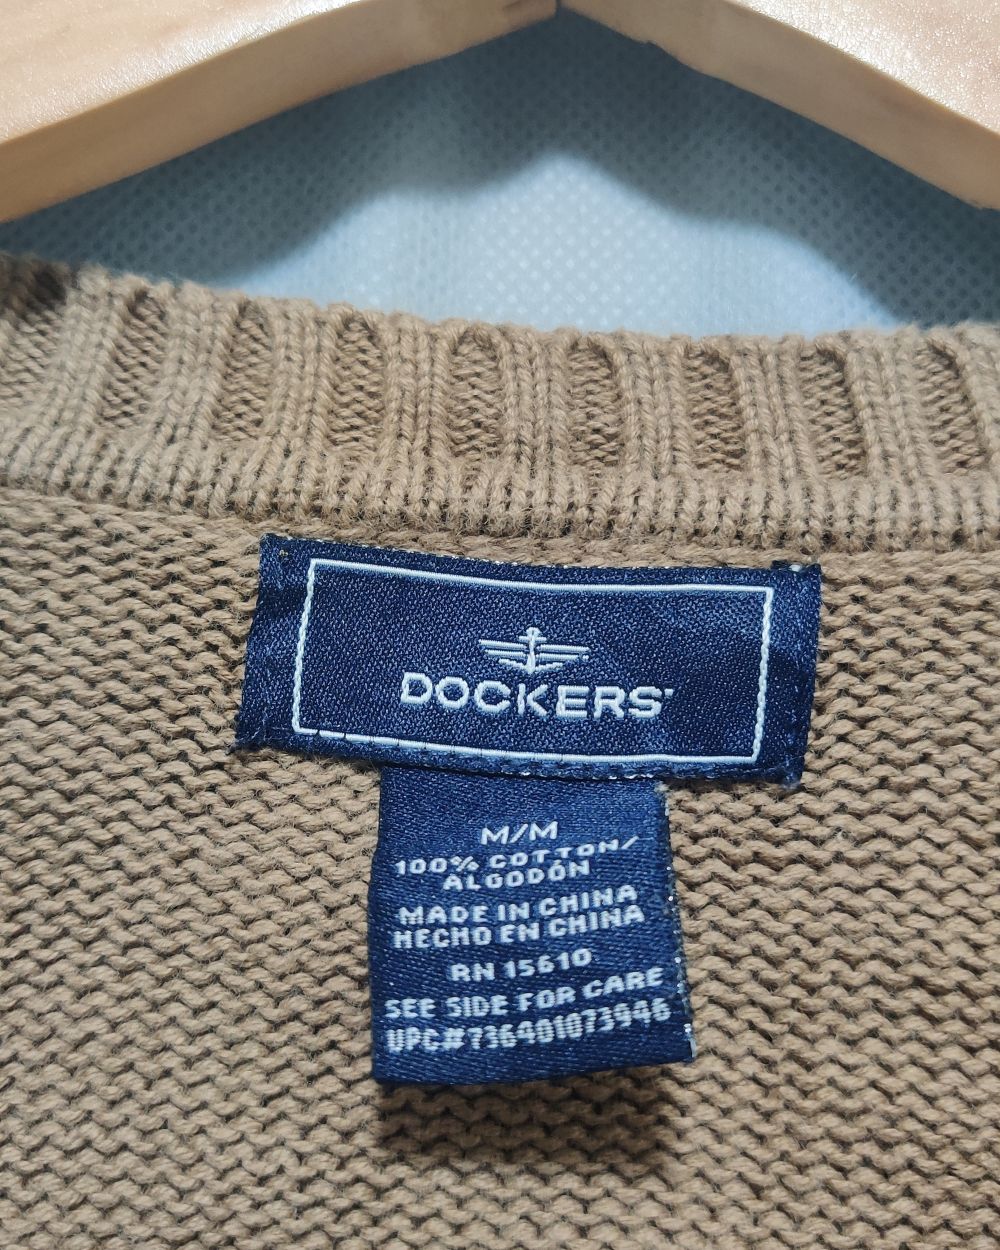 DOCKERS
M/M
100% COTTON/
ALGODÓN
MADE IN CHINA
HECHO EN CHINA
RN 15610
SEE SIDE FOR CARE
UPC#736401073946